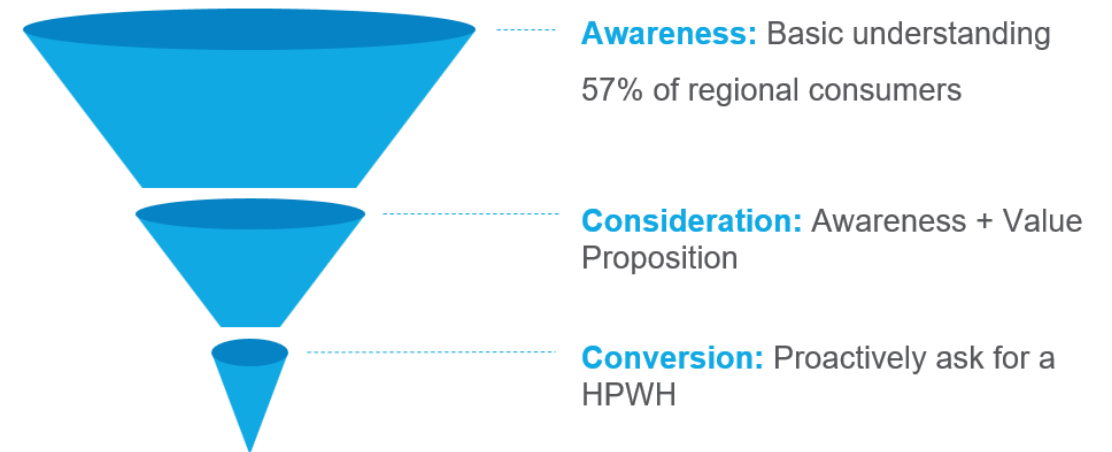 Awareness: Basic understanding
57% of regional consumers
Consideration: Awareness + Value
Proposition
Conversion: Proactively ask for a
HPWH